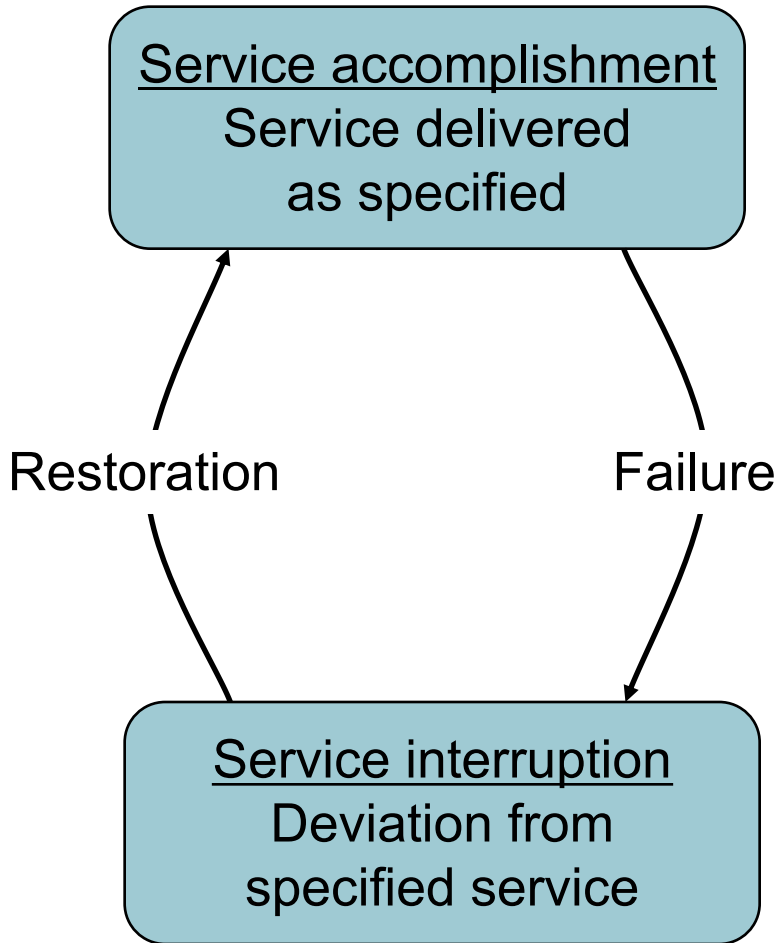 Service accomplishment
Service delivered
as specified
Restoration
Failure
Service interruption
Deviation from
specified service